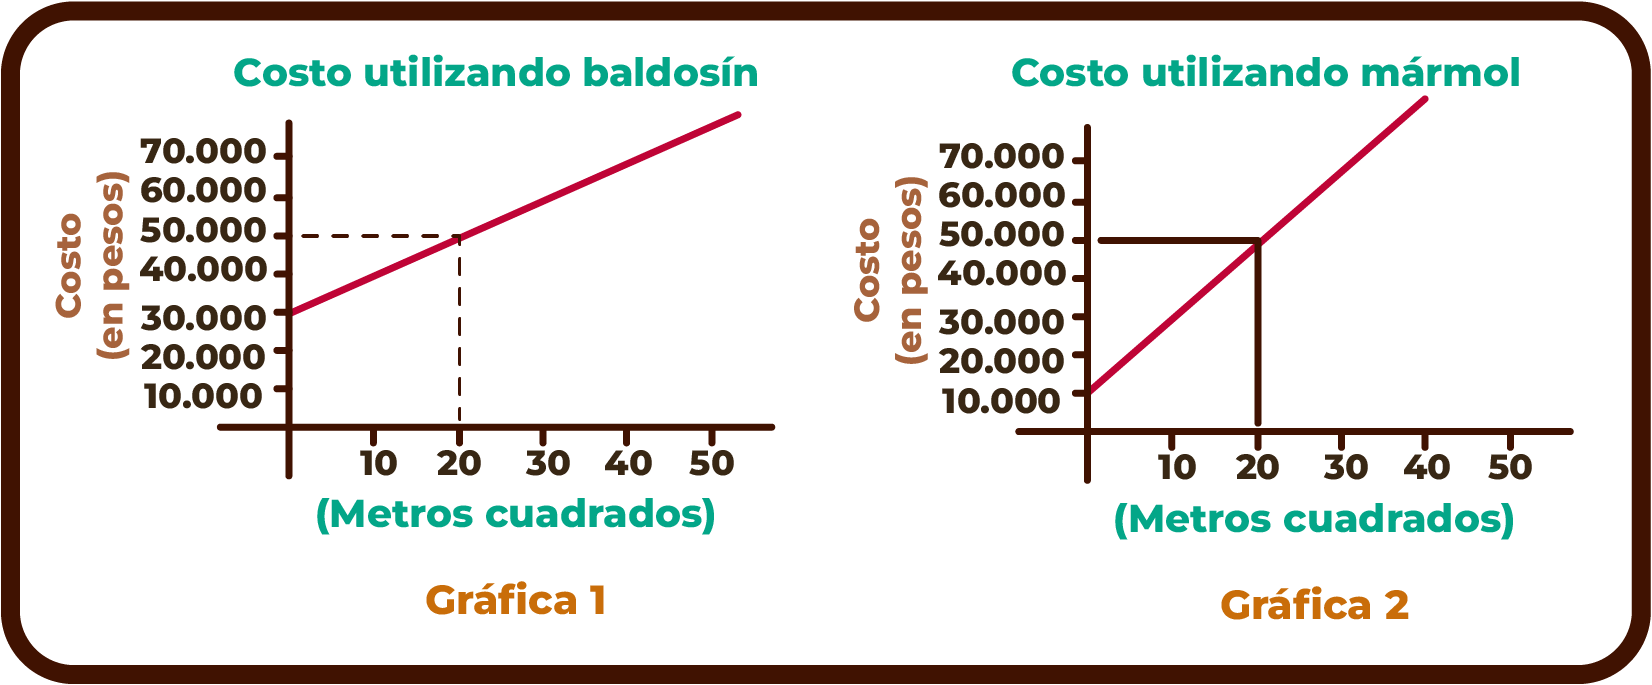 Costo utilizando baldosín
Costo
(en pesos)
70.000
60.000
50.000
40.000
30.000
20.000
10.000
10 20 30 40 50
(Metros cuadrados)
Gráfica 1
Costo utilizando mármol
Costo
(en pesos)
70.000
60.000
50.000
40.000
30.000
20.000
10.000
10 20 30 40 50
(Metros cuadrados)
Gráfica 2